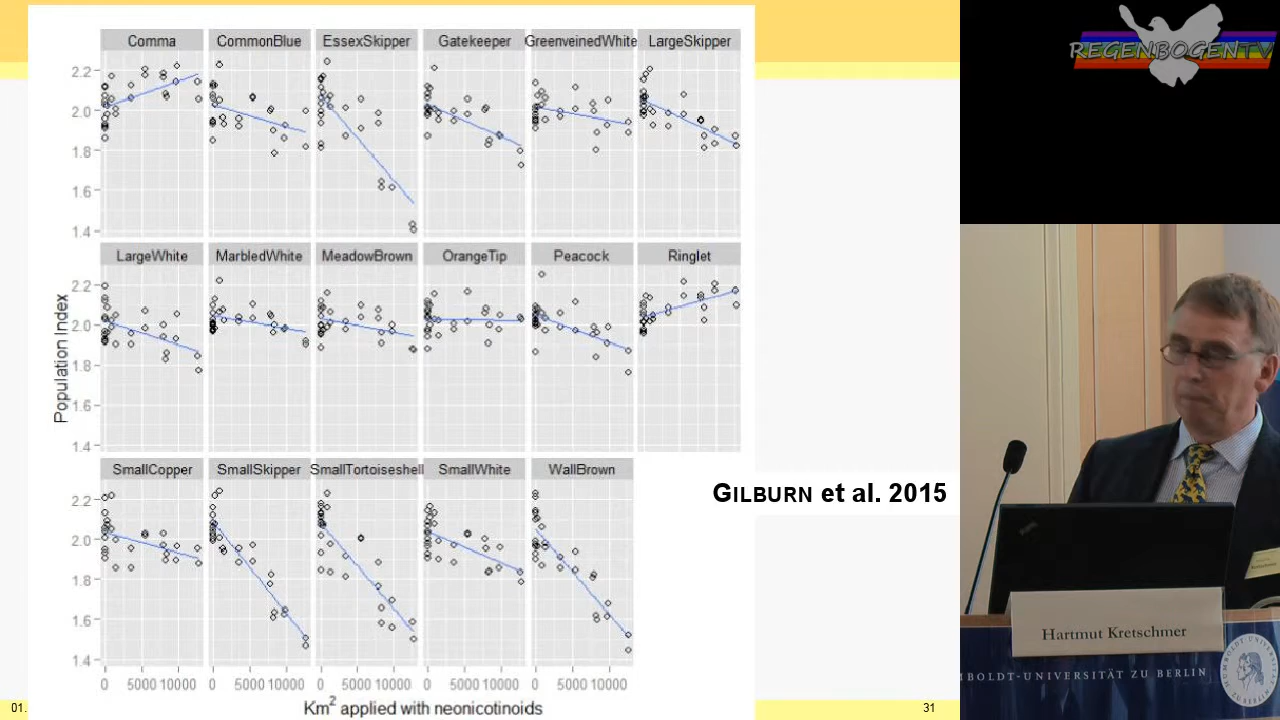 Comma CommonBlue EssexSkipper Gatekeeper GreenveinedWhite LargeSkipper
2.2
2.0
1.8
1.6
1.4
LargeWhite MarbledWhite MeadowBrown OrangeTip Peacock Ringlet
2.2
2.0
1.8
1.6
1.4
Population Index
SmallCopper SmallSkipper SmallTortoiseshell SmallWhite WallBrown
2.2
2.0
1.8
1.6
1.4
0 5000 10000 0 5000 10000 0 5000 10000 0 5000 10000 0 5000 10000
Km² applied with neonicotinoids
GILBURN et al. 2015
01.
31
REGENBOGENTV
Hartmut Kretschmer
MBOLDT-UNIVERSITÄT ZU BERLIN